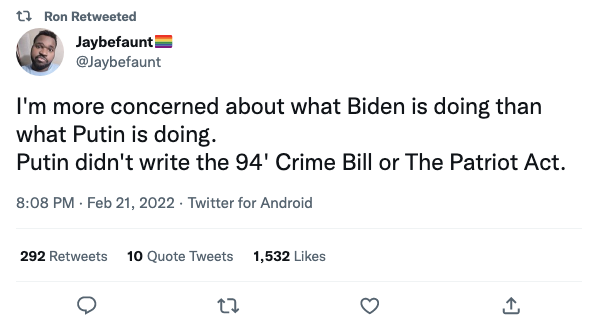 Ron Retweeted
Jaybefaunt🏳️‍🌈
@Jaybefaunt
I'm more concerned about what Biden is doing than
what Putin is doing.
Putin didn't write the 94' Crime Bill or The Patriot Act.
8:08 PM · Feb 21, 2022 · Twitter for Android
292 Retweets 10 Quote Tweets 1,532 Likes